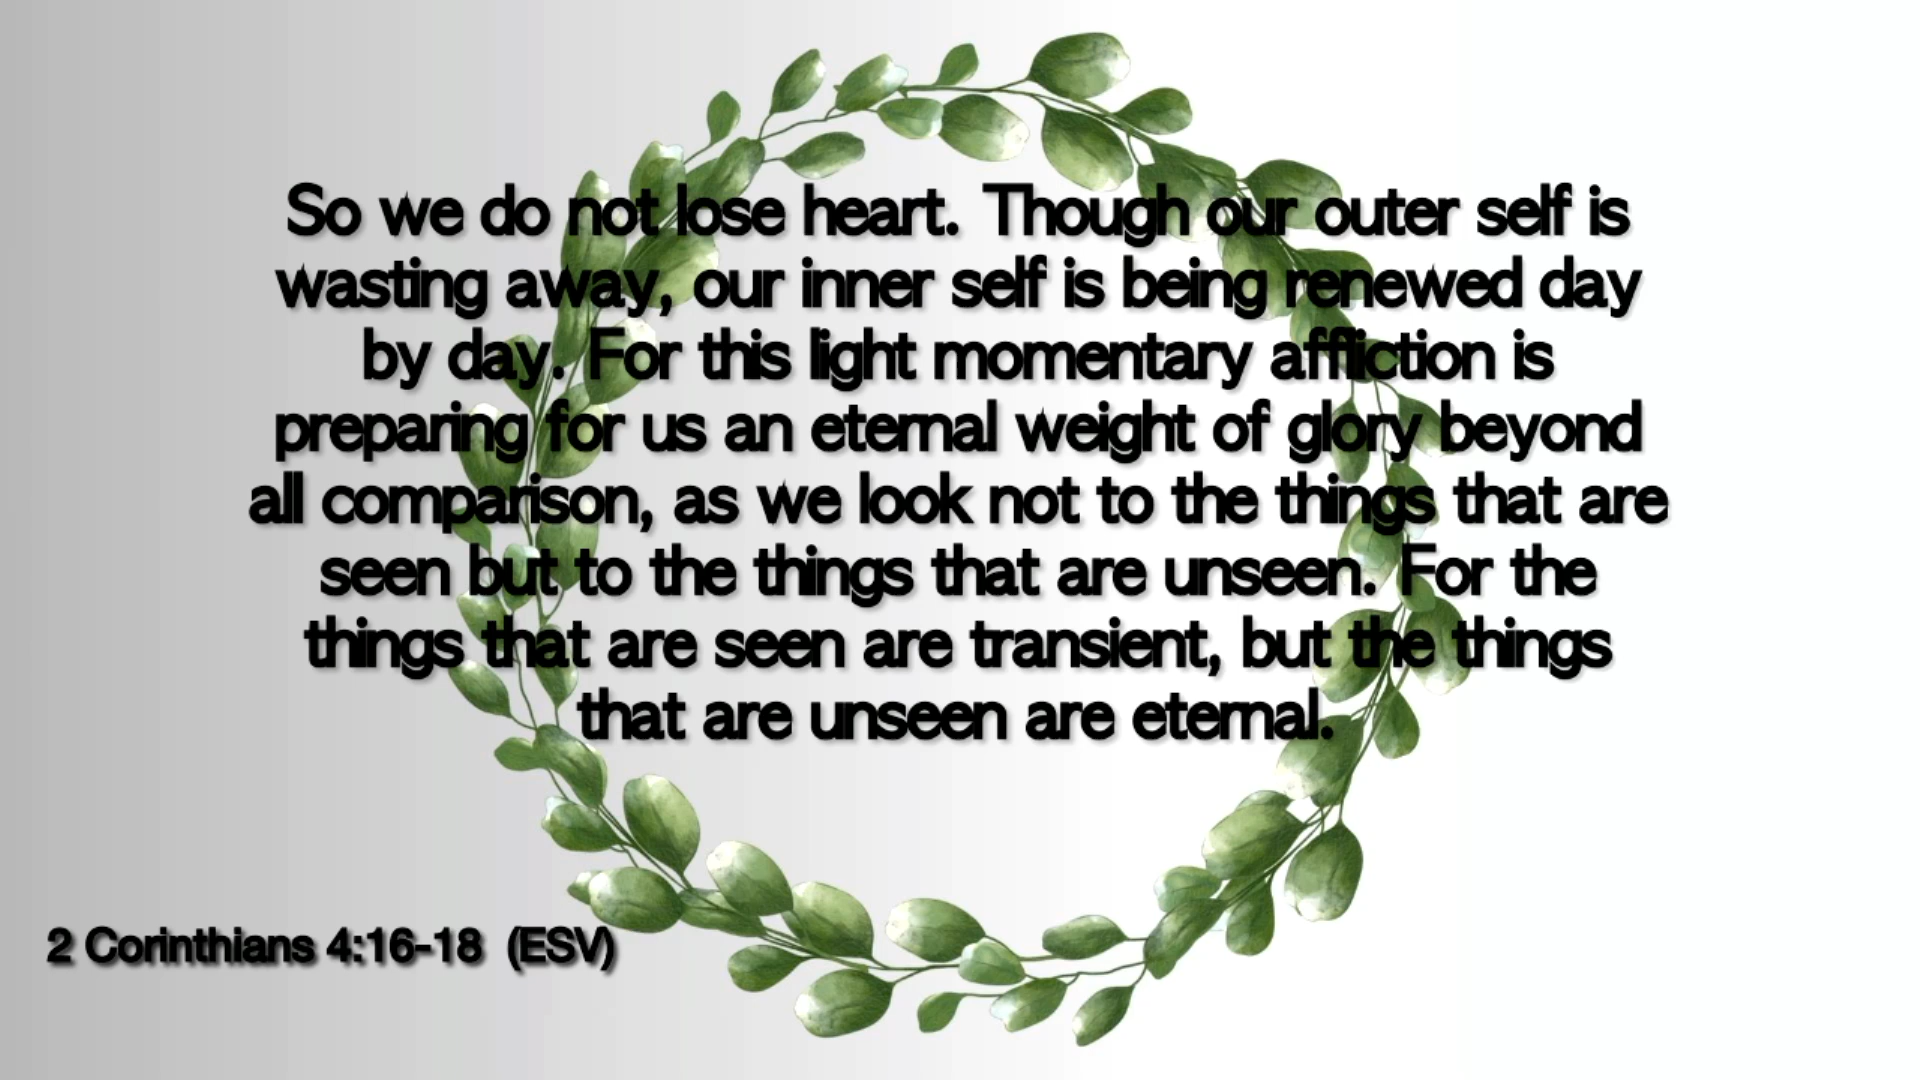 So we do not lose heart. Though our outer self is
wasting away, our inner self is being renewed day
by day. For this light momentary affliction is
preparing for us an eternal weight of glory beyond
all comparison, as we look not to the things that are
seen but to the things that are unseen. For the
things that are seen are transient, but the things
that are unseen are eternal.
2 Corinthians 4:16-18 (ESV)